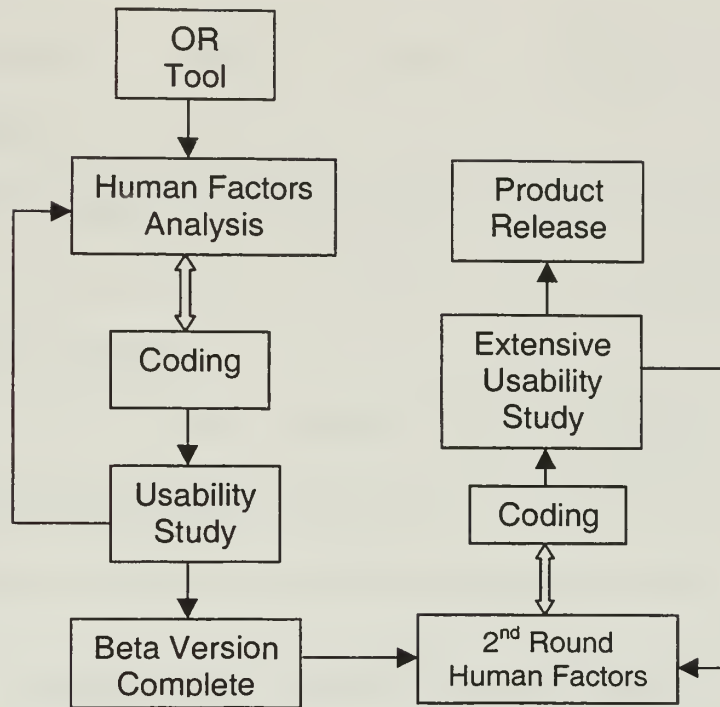 OR
Tool
Human Factors
Analysis
Coding
Usability
Study
Beta Version
Complete
Product
Release
Extensive
Usability
Study
Coding
2nd Round
Human Factors